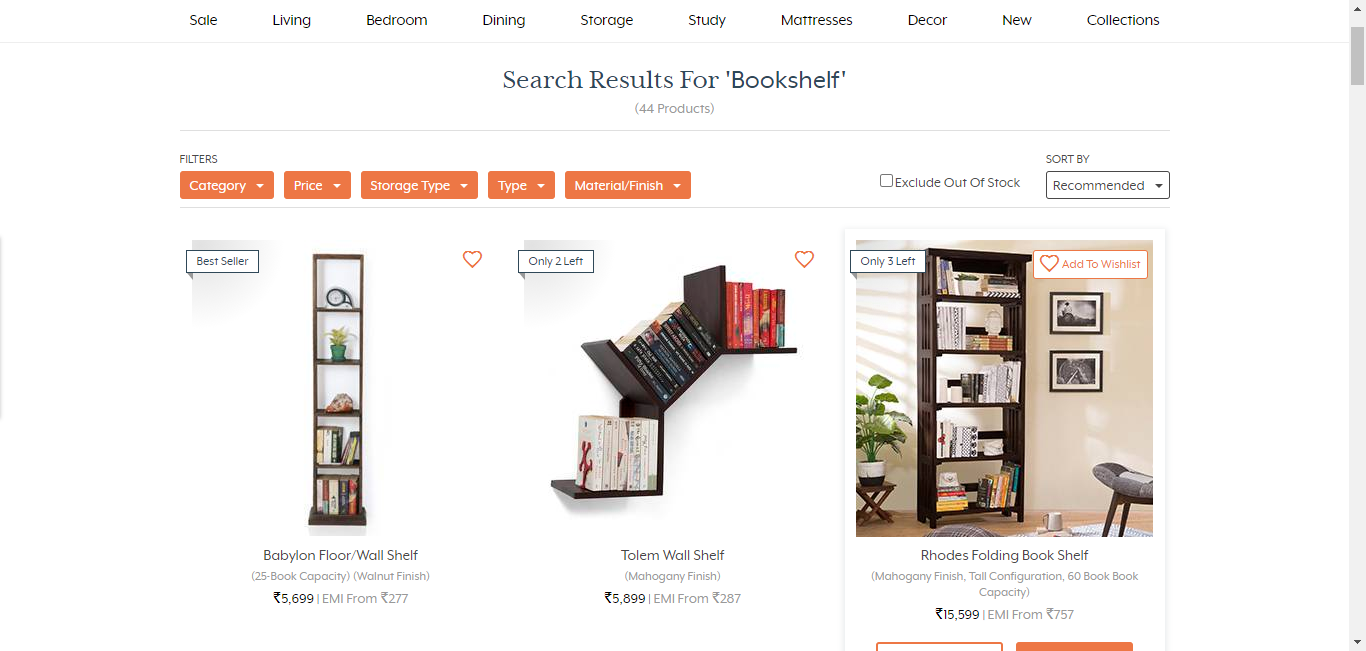 Sale Living Bedroom Dining Storage Study Mattresses Decor New Collections
Search Results For 'Bookshelf'
(44 Products)
FILTERS
Category Price Storage Type Type Material/Finish
Exclude Out Of Stock
SORT BY
Recommended
Best Seller
Babylon Floor/Wall Shelf
(25-Book Capacity) (Walnut Finish)
₹5,699 | EMI From ₹277
Only 2 Left
Tolem Wall Shelf
(Mahogany Finish)
₹5,899 | EMI From ₹287
Only 3 Left
Add To Wishlist
Rhodes Folding Book Shelf
(Mahogany Finish, Tall Configuration, 60 Book Book
Capacity)
₹15,599 | EMI From ₹757